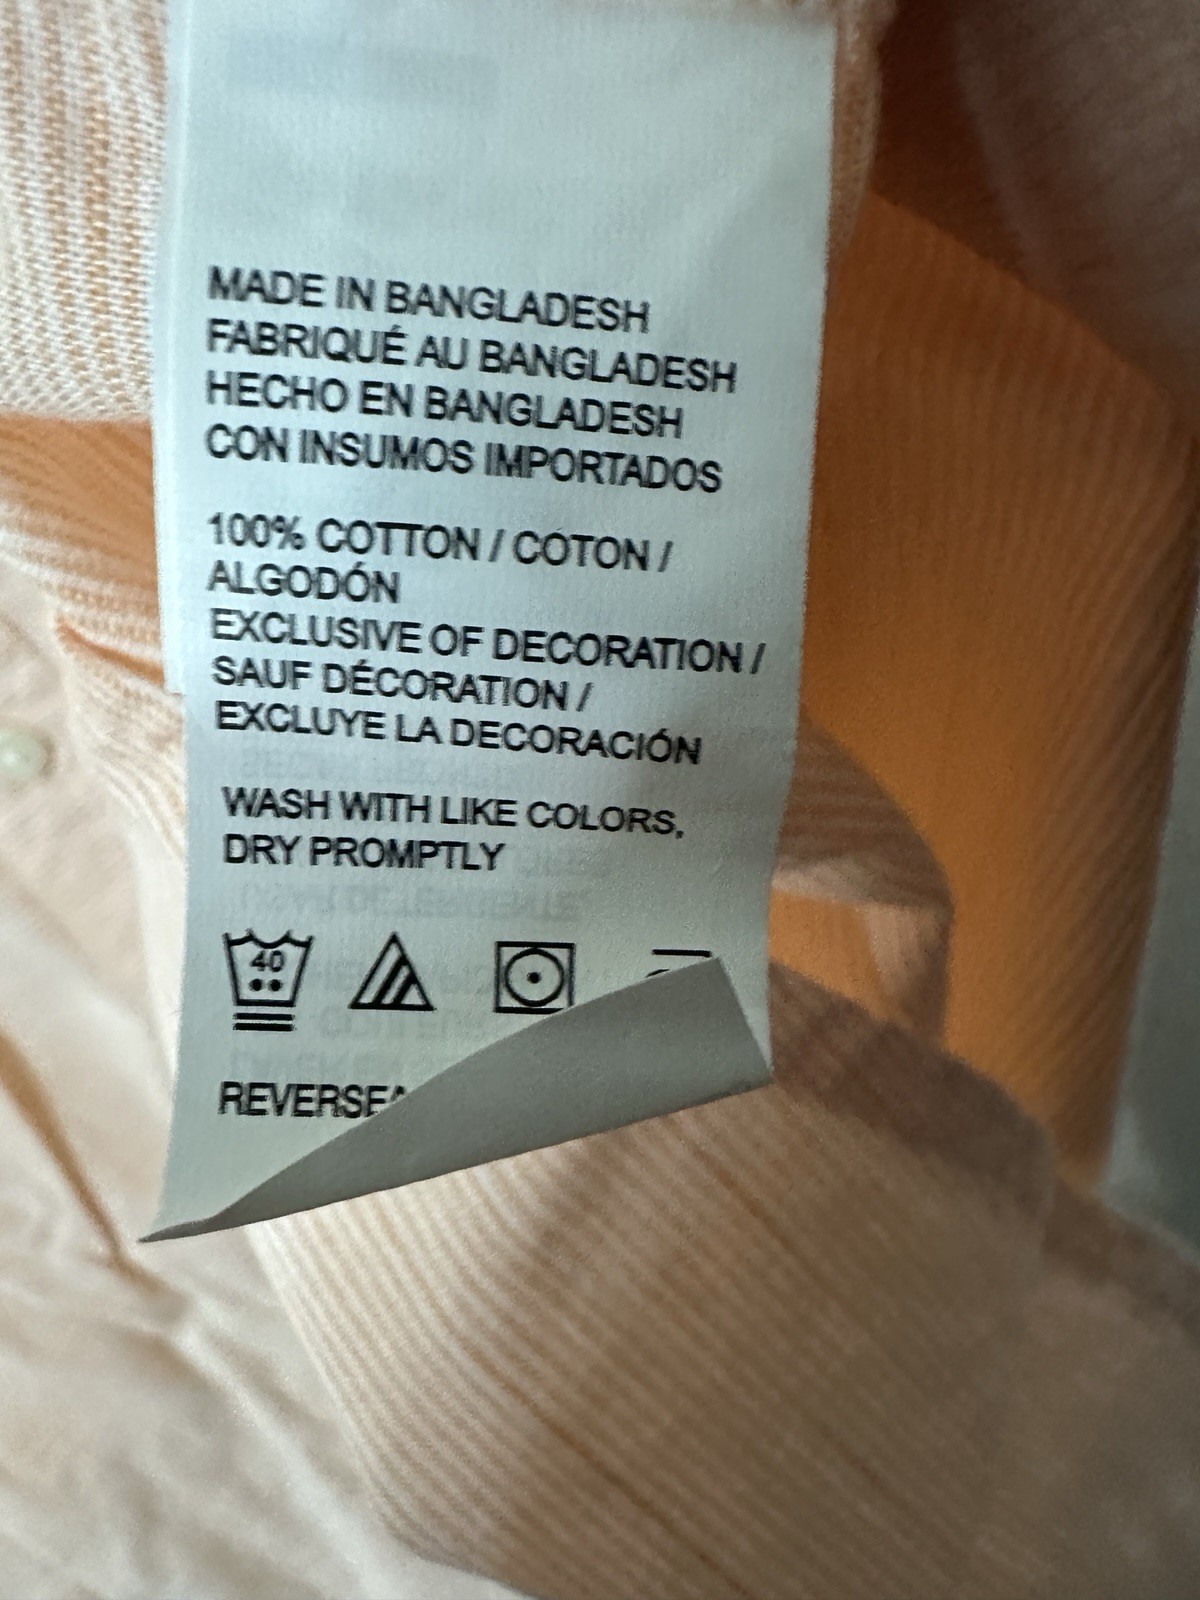 MADE IN BANGLADESH
FABRIQUÉ AU BANGLADESH
HECHO EN BANGLADESH
CON INSUMOS IMPORTADOS
100% COTTON / COTON /
ALGODÓN
EXCLUSIVE OF DECORATION /
SAUF DÉCORATION /
EXCLUYE LA DECORACIÓN
WASH WITH LIKE COLORS,
DRY PROMPTLY
40